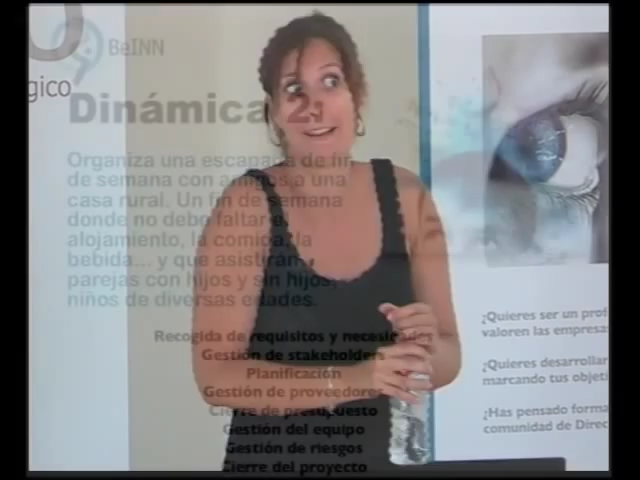 BeINN
gico
Dinámica 2.
Organiza una escapada de fin
de semana con amigos a una
casa rural. Un fin de semana
donde no debe faltar el
alojamiento, la comida, la
bebida... y que asistirán
parejas con hijos y sin hijos,
niños de diversas edades.
Recogida de requisitos y necesidades
Gestión de stakeholders
Planificación
Gestión de proveedores
Cierre de presupuesto
Gestión del equipo
Gestión de riesgos
Cierre del proyecto
¿Quieres ser un prof
valoren las empresa
¿Quieres desarrollar
marcando tus objeti
¿Has pensado forma
comunidad de Direc